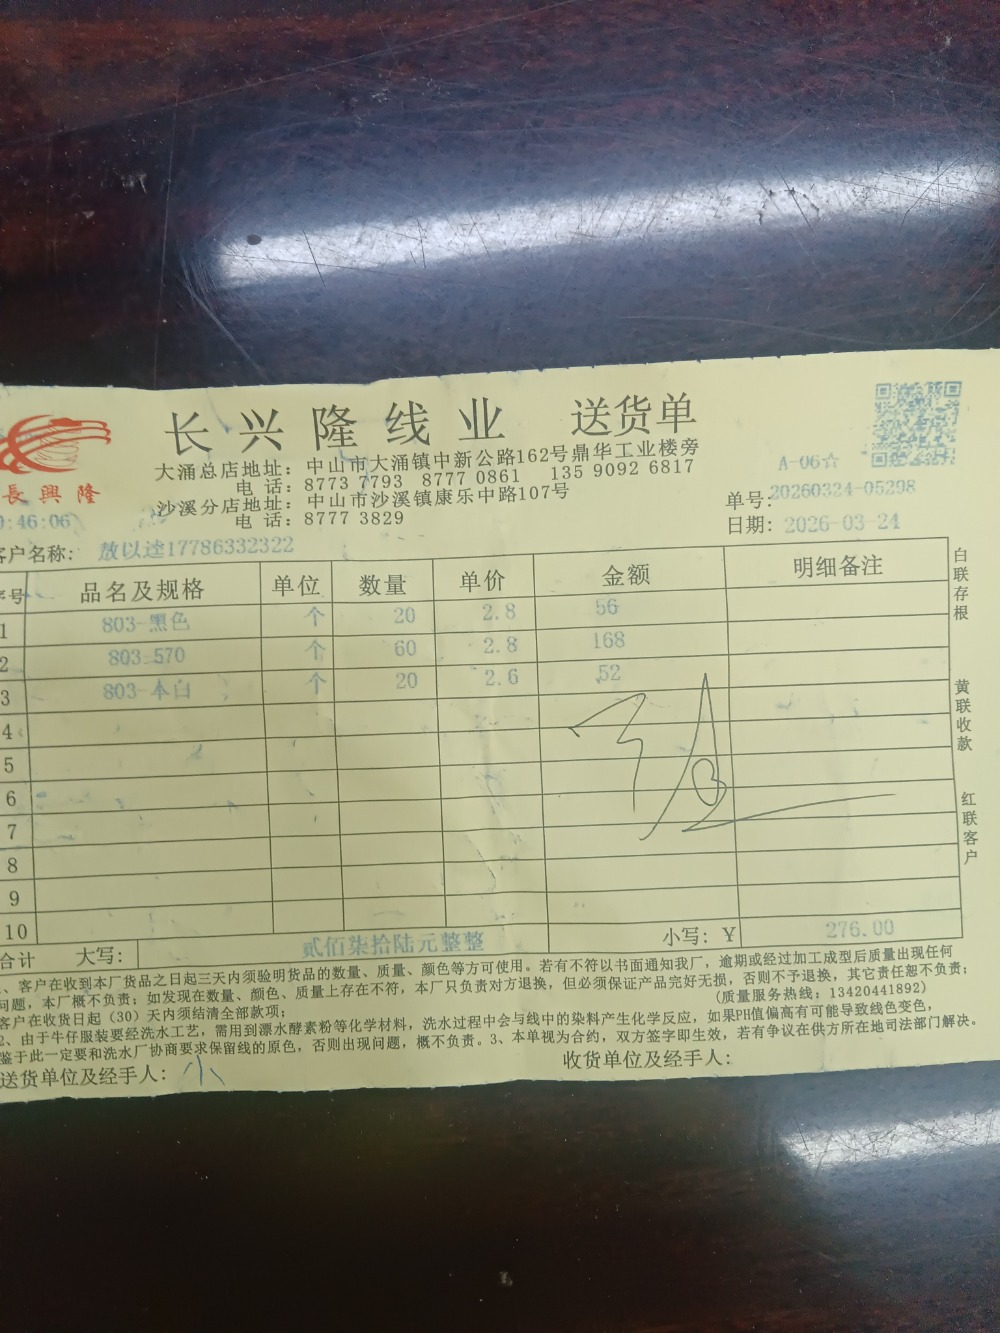 长兴隆线业 送货单
長興隆
大涌总店地址：中山市大涌镇中新公路162号鼎华工业楼旁
电 话：8773 7793 8777 0861 135 9092 6817
沙溪分店地址：中山市沙溪镇康乐中路107号
电 话：8777 3829
A-06☆
单号：20260324-05298
:46:06
日期：2026-03-24
客户名称：放以逵17786332322
序号 品名及规格 单位 数量 单价 金额 明细备注
1 803-黑色 个 20 2.8 56
2 803-570 个 60 2.8 168
3 803-本白 个 20 2.6 52
4
5
6
7
8
9
10
合计 大写：贰佰柒拾陆元整整 小写：￥ 276.00
白联存根
黄联收款
红联客户
、客户在收到本厂货品之日起三天内须验明货品的数量、质量、颜色等方可使用。若有不符以书面通知我厂，逾期或经过加工成型后质量出现任何
问题，本厂概不负责；如发现在数量、颜色、质量上存在不符，本厂只负责对方退换，但必须保证产品完好无损，否则不予退换，其它责任恕不负责；
客户在收货日起（30）天内须结清全部款项； (质量服务热线：13420441892)
2、由于牛仔服装要经洗水工艺，需用到漂水酵素粉等化学材料，洗水过程中会与线中的染料产生化学反应，如果PH值偏高有可能导致线色变色，
鉴于此一定要和洗水厂协商要求保留线的原色，否则出现问题，概不负责。3、本单视为合约，双方签字即生效，若有争议在供方所在地司法部门解决。
送货单位及经手人：小 收货单位及经手人：